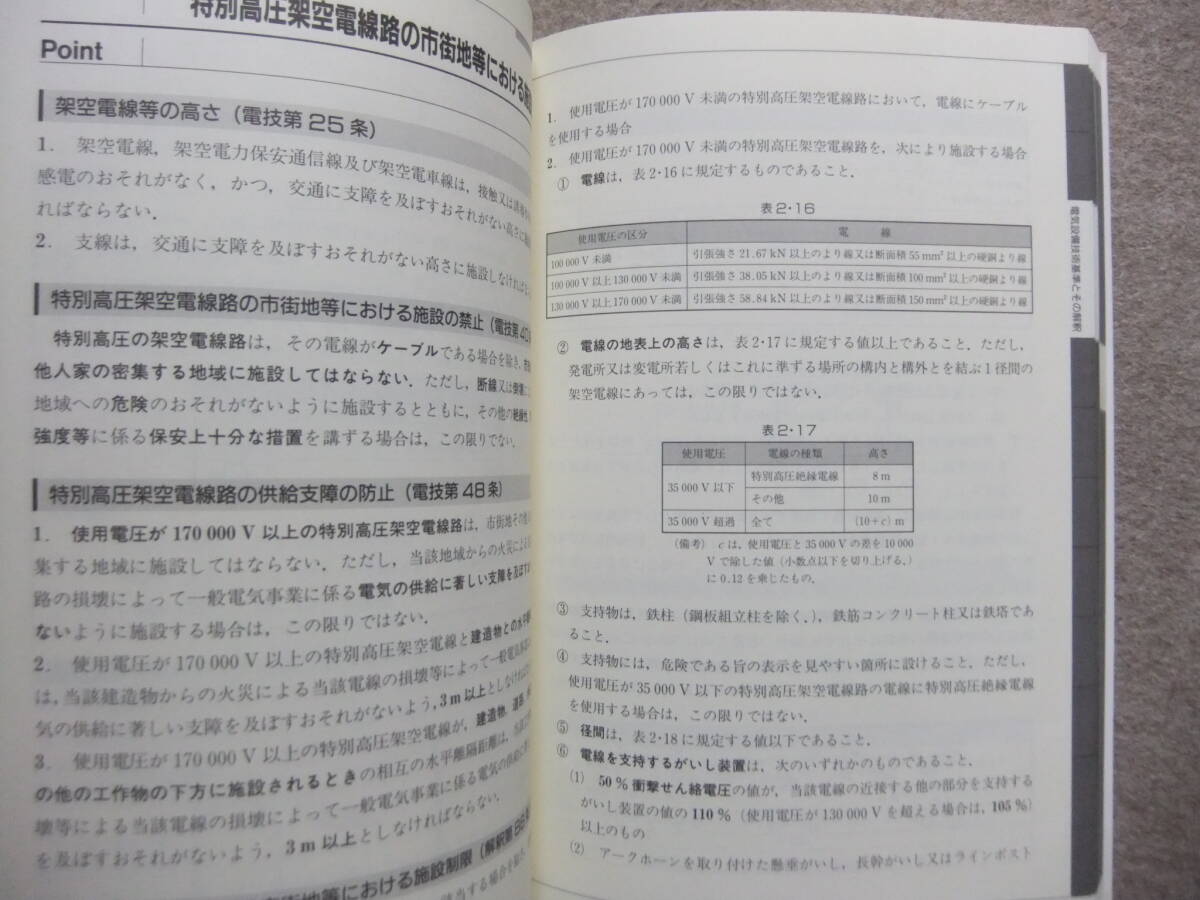 特別高圧架空電線路の市街地等における
Point
架空電線等の高さ（電技第25条）
1. 架空電線，架空電力保安通信線及び架空電車線は，接触又は
感電のおそれがなく，かつ，交通に支障を及ぼすおそれがない高さに
ればならない．
2. 支線は，交通に支障を及ぼすおそれがない高さに施設しなければ
特別高圧架空電線路の市街地等における施設の禁止（電技第40
特別高圧の架空電線路は，その電線がケーブルである場合を除き，
他人家の密集する地域に施設してはならない．ただし，断線又は
地域への危険のおそれがないように施設するとともに，その他の
強度等に係る保安上十分な措置を講ずる場合は，この限りでない．
特別高圧架空電線路の供給支障の防止（電技第48条）
1. 使用電圧が170 000 V以上の特別高圧架空電線路は，市街地その他
集する地域に施設してはならない．ただし，当該地域からの火災による
路の損壊によって一般電気事業に係る電気の供給に著しい支障を及ぼす
ないように施設する場合は，この限りではない．
2. 使用電圧が170 000 V以上の特別高圧架空電線と建造物との水平
は，当該建造物からの火災による当該電線の損壊等によって一般電気事業
気の供給に著しい支障を及ぼすおそれがないよう，3 m以上としなければ
3. 使用電圧が170 000 V以上の特別高圧架空電線が，建造物，道路，
の他の工作物の下方に施設されるときの相互の水平離隔距離は，
壊等による当該電線の損壊によって一般電気事業に係る電気の供給に
を及ぼすおそれがないよう，3 m以上としなければならない．
街地等における施設制限（解釈第88
1. 使用電圧が170 000 V未満の特別高圧架空電線路において，電線にケーブル
を使用する場合
2. 使用電圧が170 000 V未満の特別高圧架空電線路を，次により施設する場合
① 電線は，表2・16に規定するものであること．
表2・16
使用電圧の区分 電 線
100 000 V未満 引張強さ21.67 kN以上のより線又は断面積55 mm²以上の硬銅より線
100 000 V以上130 000 V未満 引張強さ38.05 kN以上のより線又は断面積100 mm²以上の硬銅より線
130 000 V以上170 000 V未満 引張強さ58.84 kN以上のより線又は断面積150 mm²以上の硬銅より線
② 電線の地表上の高さは，表2・17に規定する値以上であること．ただし，
発電所又は変電所若しくはこれに準ずる場所の構内と構外とを結ぶ1径間の
架空電線にあっては，この限りではない．
表2・17
使用電圧 電線の種類 高さ
35 000 V以下 特別高圧絶縁電線 8 m
その他 10 m
35 000 V超過 全て (10+c) m
（備考） cは，使用電圧と35 000 Vの差を10 000
Vで除した値（小数点以下を切り上げる．）
に0.12を乗じたもの．
③ 支持物は，鉄柱（鋼板組立柱を除く．），鉄筋コンクリート柱又は鉄塔であ
ること．
④ 支持物には，危険である旨の表示を見やすい箇所に設けること．ただし，
使用電圧が35 000 V以下の特別高圧架空電線路の電線に特別高圧絶縁電線
を使用する場合は，この限りではない．
⑤ 径間は，表2・18に規定する値以下であること．
⑥ 電線を支持するがいし装置は，次のいずれかのものであること．
(1) 50 %衝撃せん絡電圧の値が，当該電線の近接する他の部分を支持する
がいし装置の値の110 %（使用電圧が130 000 Vを超える場合は，105 %）
以上のもの
(2) アークホーンを取り付けた懸垂がいし，長幹がいし又はラインポスト
電気設備技術基準とその解釈